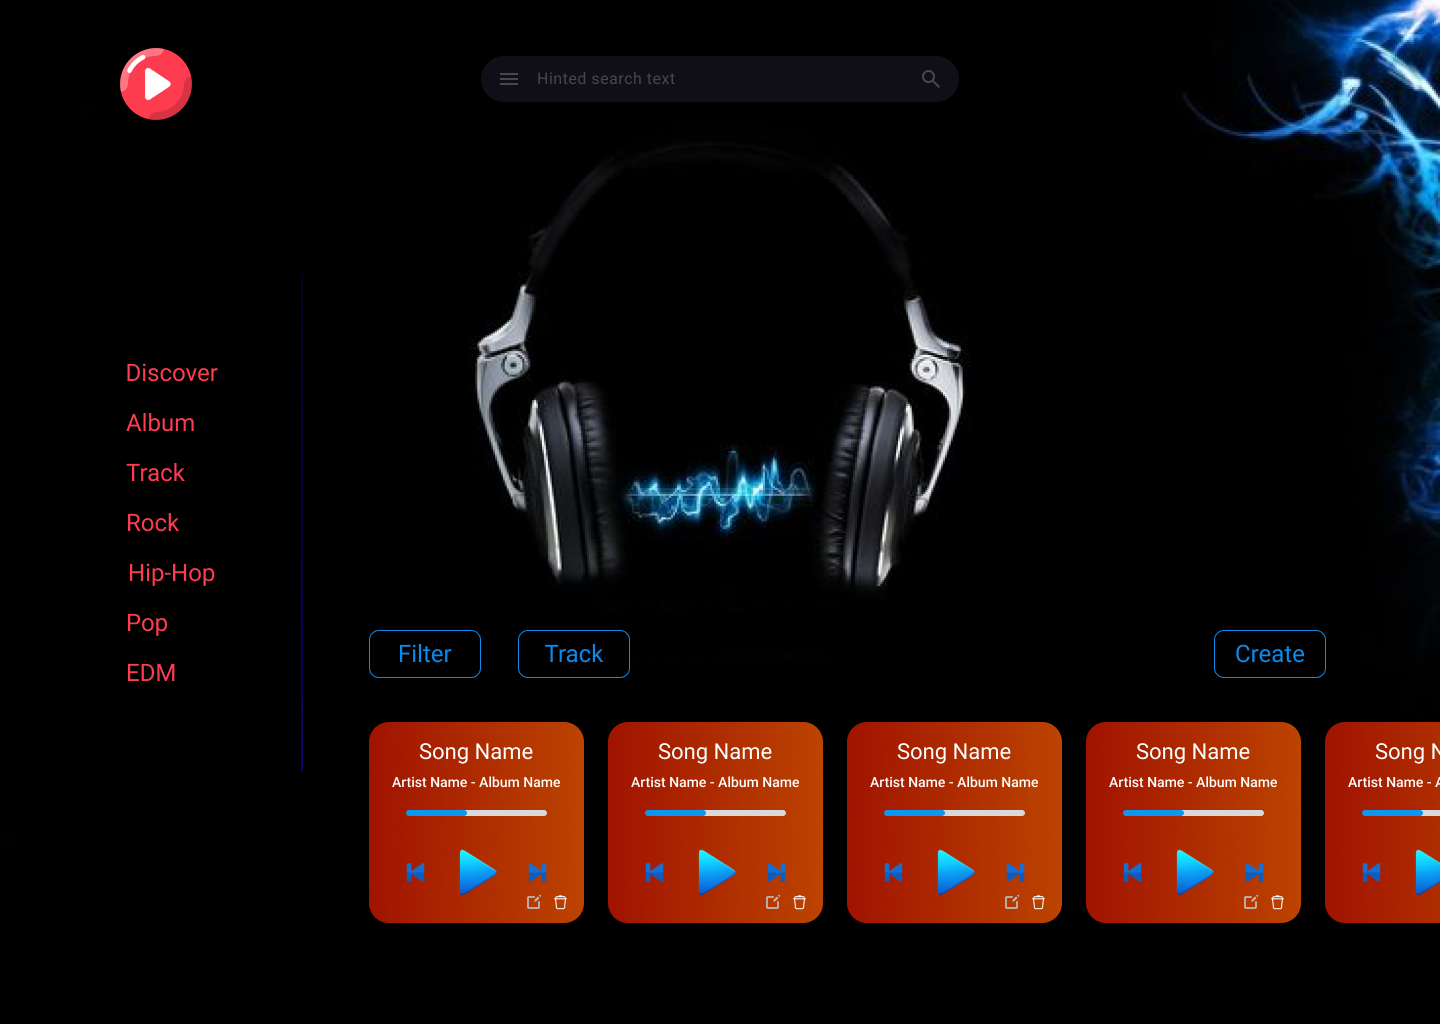 Hinted search text
Discover
Album
Track
Rock
Hip-Hop
Pop
EDM
Filter
Track
Create
Song Name
Artist Name - Album Name
Song Name
Artist Name - Album Name
Song Name
Artist Name - Album Name
Song Name
Artist Name - Album Name
Song N
Artist Name - A